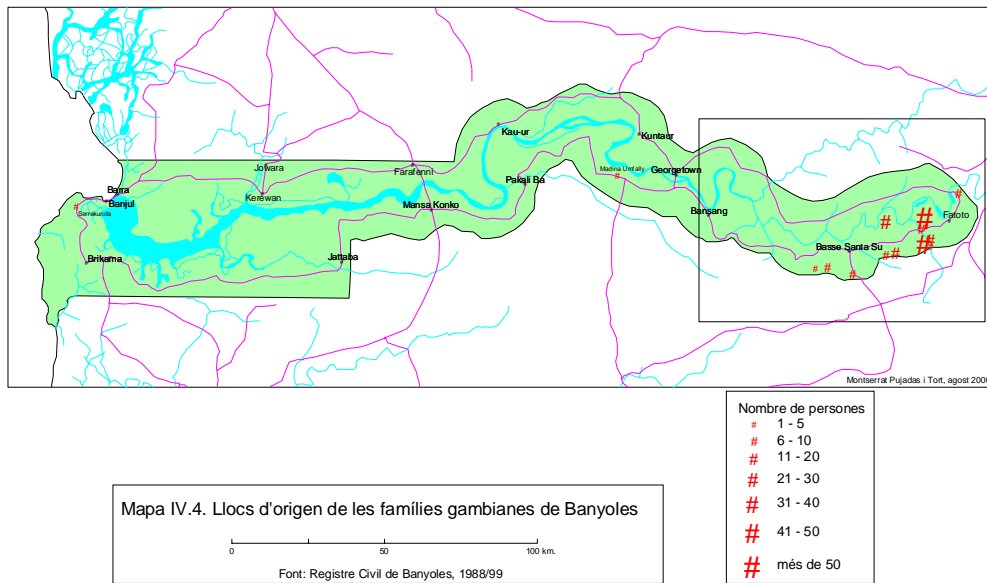 Kau-ur
Kuntaur
Jowara
Farafenni
Madina Umfally
Georgetown
Pakali Ba
Barra
Kerewan
Banjul
Mansa Konko
Serrekunda
Bansang
Fatoto
Basse Santa Su
Brikama
Jattaba
Montserrat Pujadas i Tort, agost 2006
Nombre de persones
# 1 - 5
# 6 - 10
# 11 - 20
# 21 - 30
# 31 - 40
# 41 - 50
# més de 50
Mapa IV.4. Llocs d'origen de les famílies gambianes de Banyoles
0 50 100 km.
Font: Registre Civil de Banyoles, 1988/99